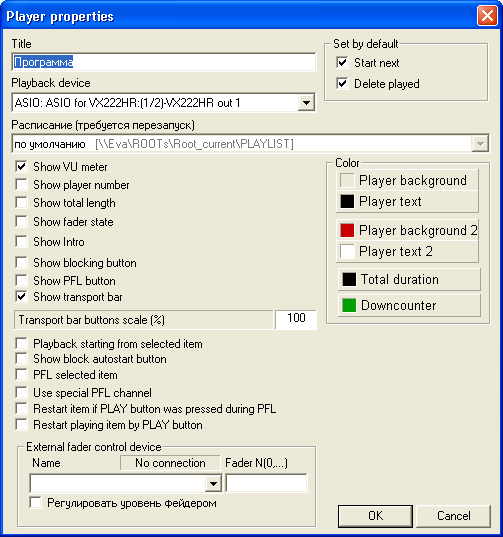 Player properties
Title
Программа
Set by default
Start next
Delete played
Playback device
ASIO: ASIO for VX222HR:(1/2)-VX222HR out 1
Расписание (требуется перезапуск)
по умолчанию [\\Eva\ROOTs\Root_current\PLAYLIST]
Show VU meter
Show player number
Show total length
Show fader state
Show Intro
Show blocking button
Show PFL button
Show transport bar
Color
Player background
Player text
Player background 2
Player text 2
Total duration
Downcounter
Transport bar buttons scale (%) 100
Playback starting from selected item
Show block autostart button
PFL selected item
Use special PFL channel
Restart item if PLAY button was pressed during PFL
Restart playing item by PLAY button
External fader control device
Name No connection Fader N(0,...)
Регулировать уровень фейдером
OK Cancel